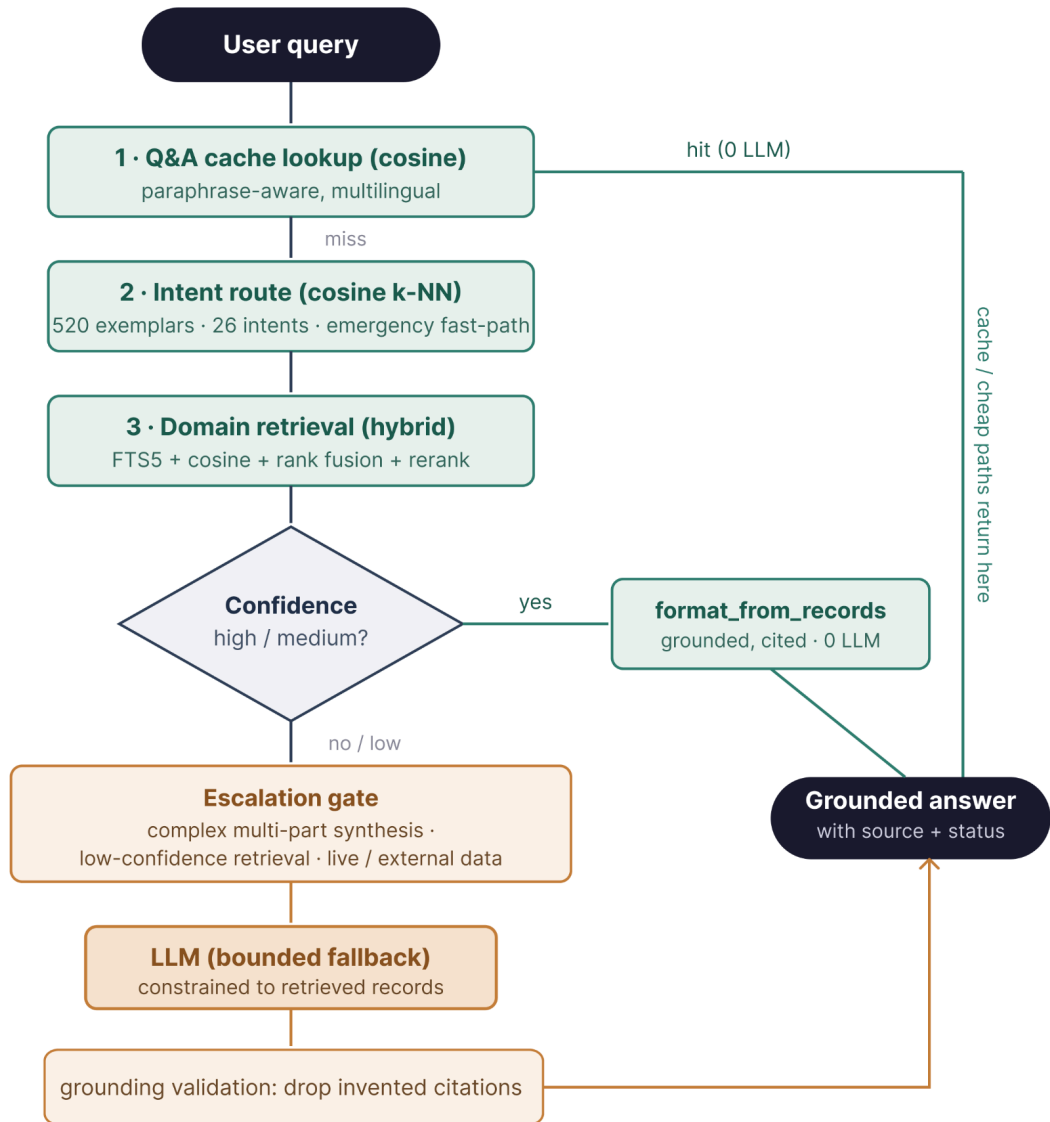 User query
1 · Q&A cache lookup (cosine)
paraphrase-aware, multilingual
hit (0 LLM)
miss
2 · Intent route (cosine k-NN)
520 exemplars · 26 intents · emergency fast-path
3 · Domain retrieval (hybrid)
FTS5 + cosine + rank fusion + rerank
cache / cheap paths return here
Confidence
high / medium?
yes
format_from_records
grounded, cited · 0 LLM
no / low
Escalation gate
complex multi-part synthesis ·
low-confidence retrieval · live / external data
Grounded answer
with source + status
LLM (bounded fallback)
constrained to retrieved records
grounding validation: drop invented citations